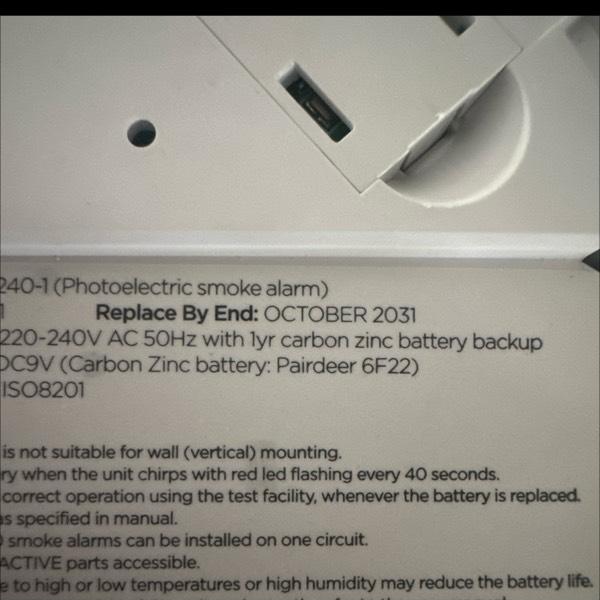 240-1 (Photoelectric smoke alarm)
1 Replace By End: OCTOBER 2031
220-240V AC 50Hz with 1yr carbon zinc battery backup
DC9V (Carbon Zinc battery: Pairdeer 6F22)
ISO8201
is not suitable for wall (vertical) mounting.
ry when the unit chirps with red led flashing every 40 seconds.
correct operation using the test facility, whenever the battery is replaced.
as specified in manual.
smoke alarms can be installed on one circuit.
ACTIVE parts accessible.
e to high or low temperatures or high humidity may reduce the battery life.